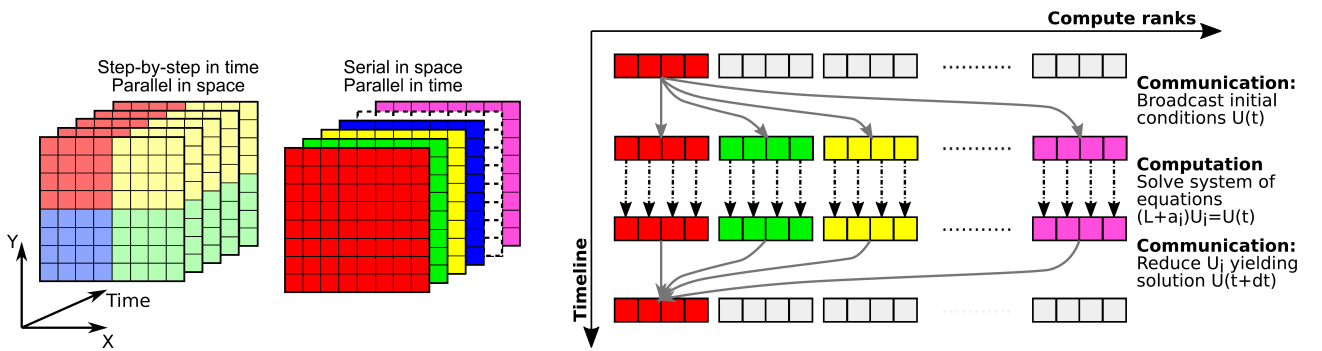 Step-by-step in time
Parallel in space
Serial in space
Parallel in time
Y
Time
X
Compute ranks
Timeline
Communication:
Broadcast initial
conditions U(t)
Computation
Solve system of
equations
(L+aᵢ)Uᵢ=U(t)
Communication:
Reduce Uᵢ yielding
solution U(t+dt)